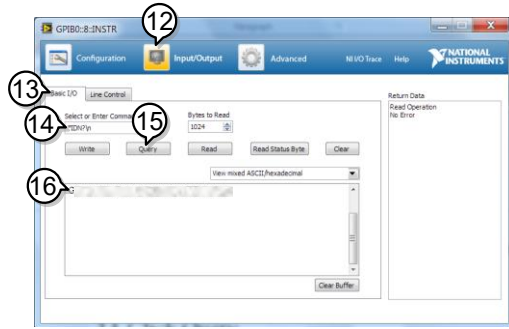 12
GPIB0::8::INSTR
Configuration
Input/Output
Advanced
NI I/O Trace
Help
NATIONAL INSTRUMENTS
13
Basic I/O
Line Control
Return Data
Read Operation
No Error
14
15
Select or Enter Comma
Bytes to Read
*IDN?\n
1024
Write
Query
Read
Read Status Byte
Clear
View mixed ASCII/hexadecimal
16
G
Clear Buffer